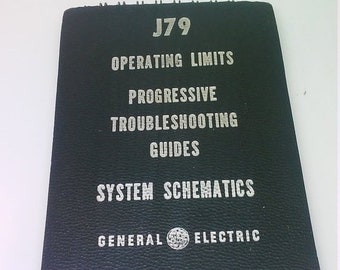 J79
OPERATING LIMITS
PROGRESSIVE
TROUBLESHOOTING
GUIDES
SYSTEM SCHEMATICS
GENERAL ELECTRIC